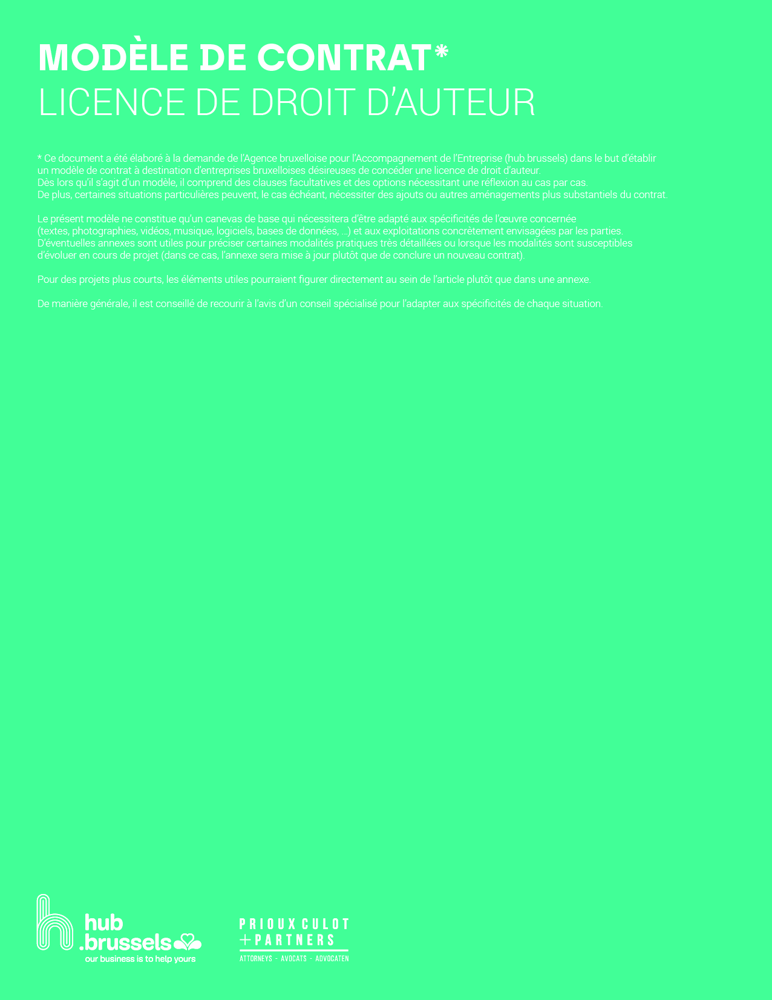 MODÈLE DE CONTRAT*
LICENCE DE DROIT D’AUTEUR
* Ce document a été élaboré à la demande de l’Agence bruxelloise pour l’Accompagnement de l’Entreprise (hub.brussels) dans le but d’établir
un modèle de contrat à destination d’entreprises bruxelloises désireuses de concéder une licence de droit d’auteur.
Dès lors qu’il s’agit d’un modèle, il comprend des clauses facultatives et des options nécessitant une réflexion au cas par cas.
De plus, certaines situations particulières peuvent, le cas échéant, nécessiter des ajouts ou autres aménagements plus substantiels du contrat.
Le présent modèle ne constitue qu’un canevas de base qui nécessitera d’être adapté aux spécificités de l’œuvre concernée
(textes, photographies, vidéos, musique, logiciels, bases de données, ...) et aux exploitations concrètement envisagées par les parties.
D’éventuelles annexes sont utiles pour préciser certaines modalités pratiques très détaillées ou lorsque les modalités sont susceptibles
d’évoluer en cours de projet (dans ce cas, l’annexe sera mise à jour plutôt que de conclure un nouveau contrat).
Pour des projets plus courts, les éléments utiles pourraient figurer directement au sein de l’article plutôt que dans une annexe.
De manière générale, il est conseillé de recourir à l’avis d’un conseil spécialisé pour l’adapter aux spécificités de chaque situation.
hub
.brussels
our business is to help yours
PRIOUX CULOT
+PARTNERS
ATTORNEYS - AVOCATS - ADVOCATEN